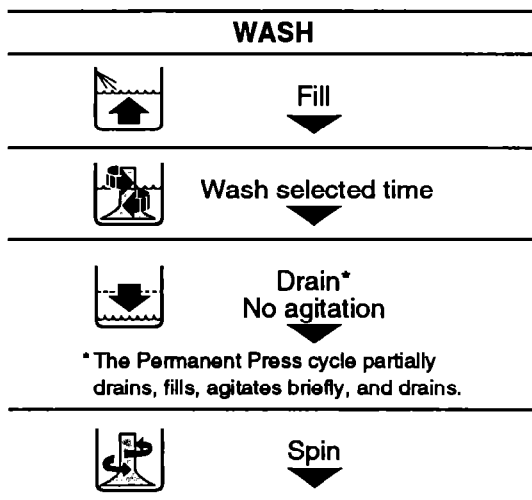 WASH
Fill
Wash selected time
Drain*
No agitation
* The Permanent Press cycle partially
drains, fills, agitates briefly, and drains.
Spin